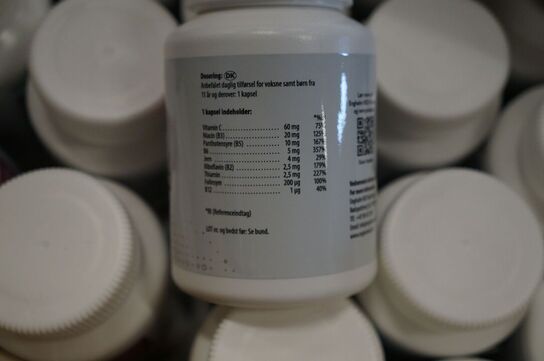 Dosering: DK
Anbefalet daglig tilførsel for voksne samt børn fra
11 år og derover: 1 kapsel
1 kapsel indeholder: *%
Vitamin C 60 mg 75%
Niacin (B3) 20 mg 125%
Pantothensyre (B5) 10 mg 167%
B6 5 mg 357%
Jern 4 mg 29%
Riboflavin (B2) 2,5 mg 179%
Thiamin 2,5 mg 227%
Folinsyre 200 µg 100%
B12 1 µg 40%
*RI (Referenceindtag)
LOT nr. og bedst før: Se bund.